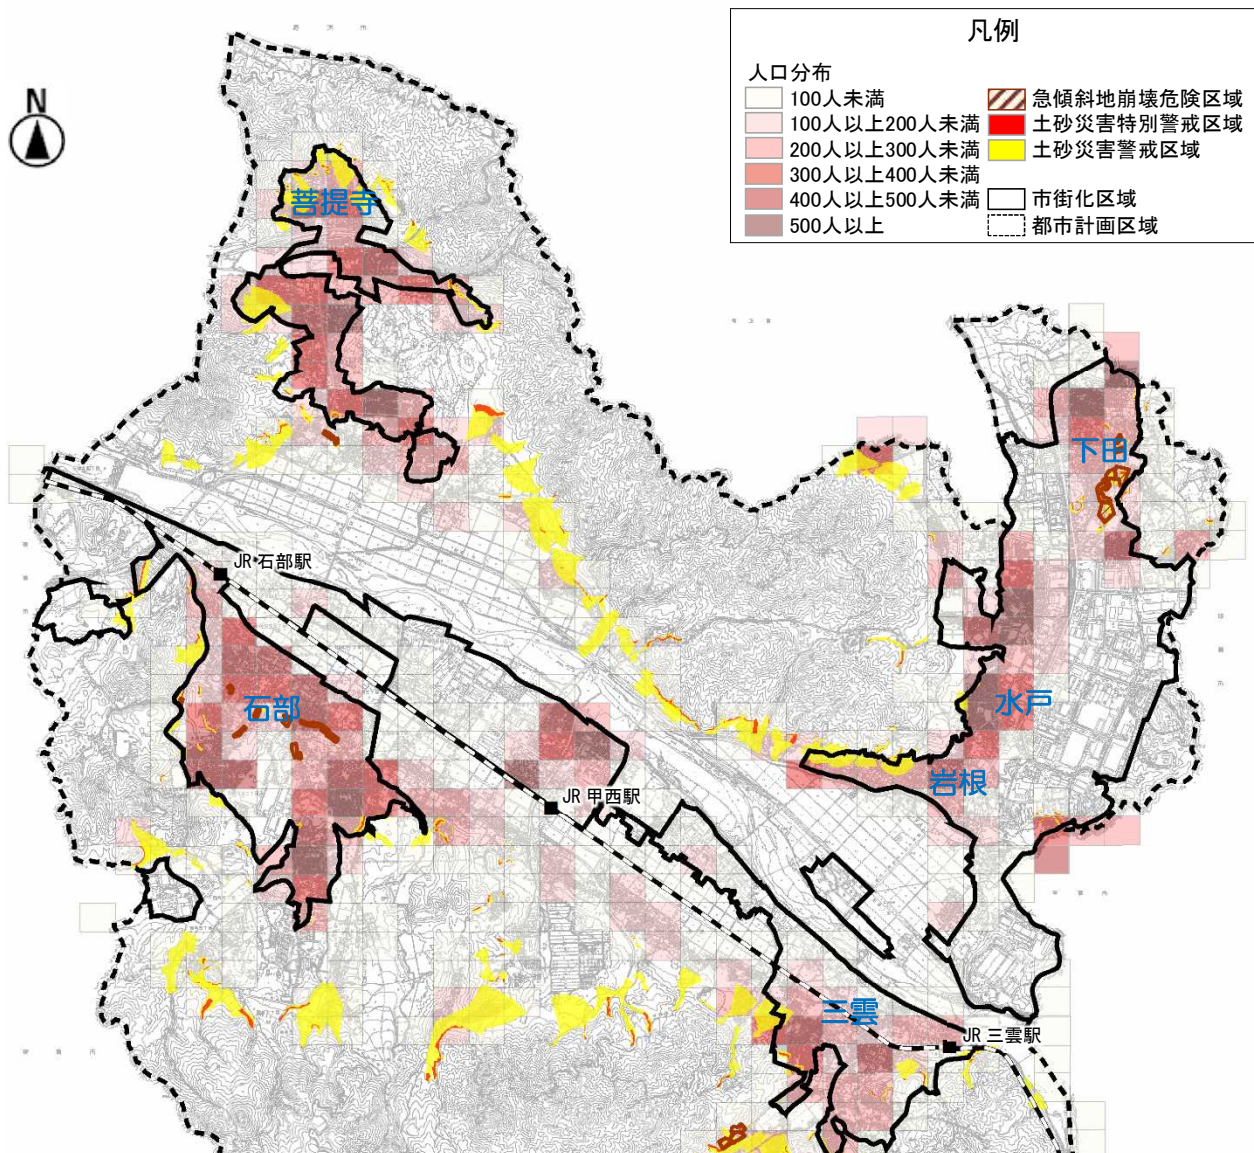 凡例
人口分布
100人未満
100人以上200人未満
200人以上300人未満
300人以上400人未満
400人以上500人未満
500人以上
急傾斜地崩壊危険区域
土砂災害特別警戒区域
土砂災害警戒区域
市街化区域
都市計画区域
N
菩提寺
下田
JR 石部駅
石部
水戸
岩根
JR 甲西駅
三雲
JR 三雲駅